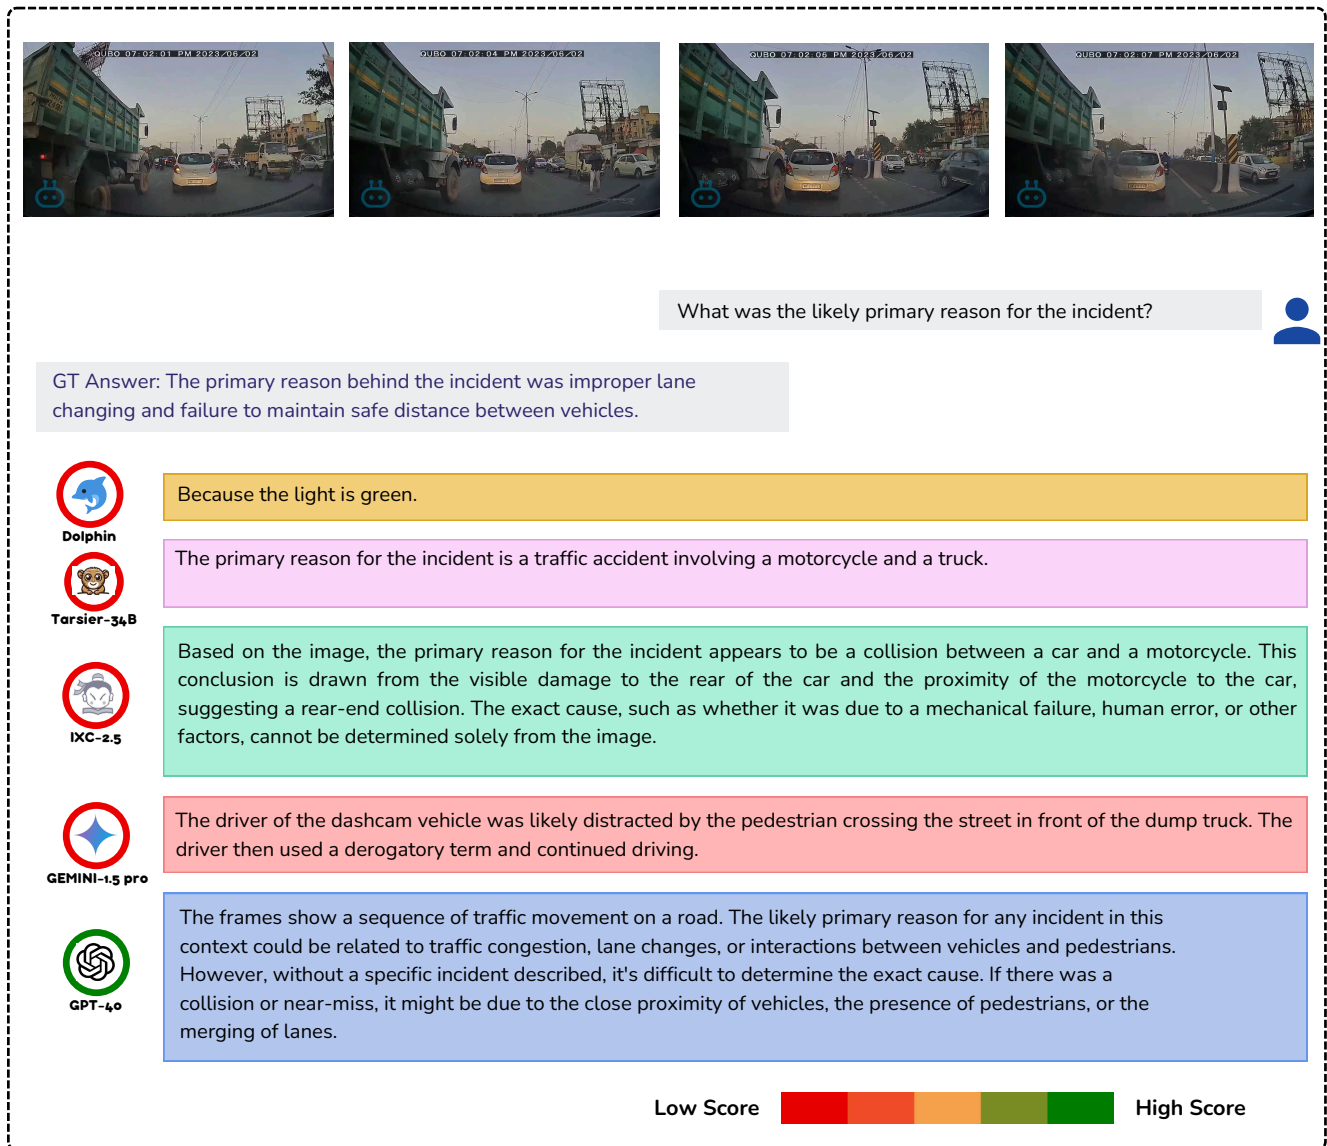 QUBO 07:02:01 PM 2023/06/02
QUBO 07:02:04 PM 2023/06/02
QUBO 07:02:06 PM 2023/06/02
QUBO 07:02:07 PM 2023/06/02
What was the likely primary reason for the incident?
GT Answer: The primary reason behind the incident was improper lane
changing and failure to maintain safe distance between vehicles.
Dolphin
Because the light is green.
Tarsier-34B
The primary reason for the incident is a traffic accident involving a motorcycle and a truck.
IXC-2.5
Based on the image, the primary reason for the incident appears to be a collision between a car and a motorcycle. This
conclusion is drawn from the visible damage to the rear of the car and the proximity of the motorcycle to the car,
suggesting a rear-end collision. The exact cause, such as whether it was due to a mechanical failure, human error, or other
factors, cannot be determined solely from the image.
GEMINI-1.5 pro
The driver of the dashcam vehicle was likely distracted by the pedestrian crossing the street in front of the dump truck. The
driver then used a derogatory term and continued driving.
GPT-4o
The frames show a sequence of traffic movement on a road. The likely primary reason for any incident in this
context could be related to traffic congestion, lane changes, or interactions between vehicles and pedestrians.
However, without a specific incident described, it's difficult to determine the exact cause. If there was a
collision or near-miss, it might be due to the close proximity of vehicles, the presence of pedestrians, or the
merging of lanes.
Low Score
High Score